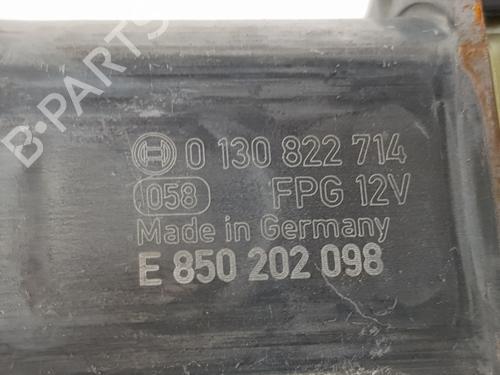 B-Parts
0 130 822 714
058 FPG 12V
Made in Germany
E 850 202 098